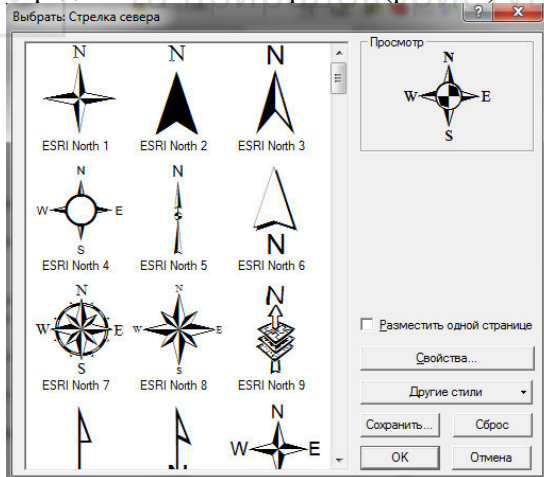 Выбрать: Стрелка севера
N N N
ESRI North 1 ESRI North 2 ESRI North 3
N N
W E
S N
ESRI North 4 ESRI North 5 ESRI North 6
N N N
W E W E
S S
ESRI North 7 ESRI North 8 ESRI North 9
N
W E
Просмотр
N
W E
S
Разместить одной странице
Свойства...
Другие стили
Сохранить... Сброс
OK Отмена